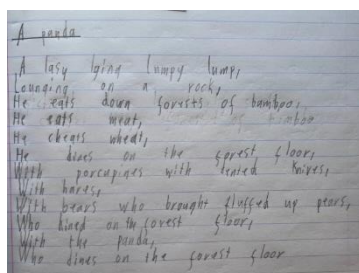 A panda
A lasy lying lumpy lump,
Lounging on a rock,
He eats down forests of bamboo,
He eats meat,
He cheats wheat,
He dines on the forest floor,
With porcupines with dented knives,
With hares,
With bears who brought fluffed up pears,
Who dined on the forest floor,
With the panda,
Who dines on the forest floor